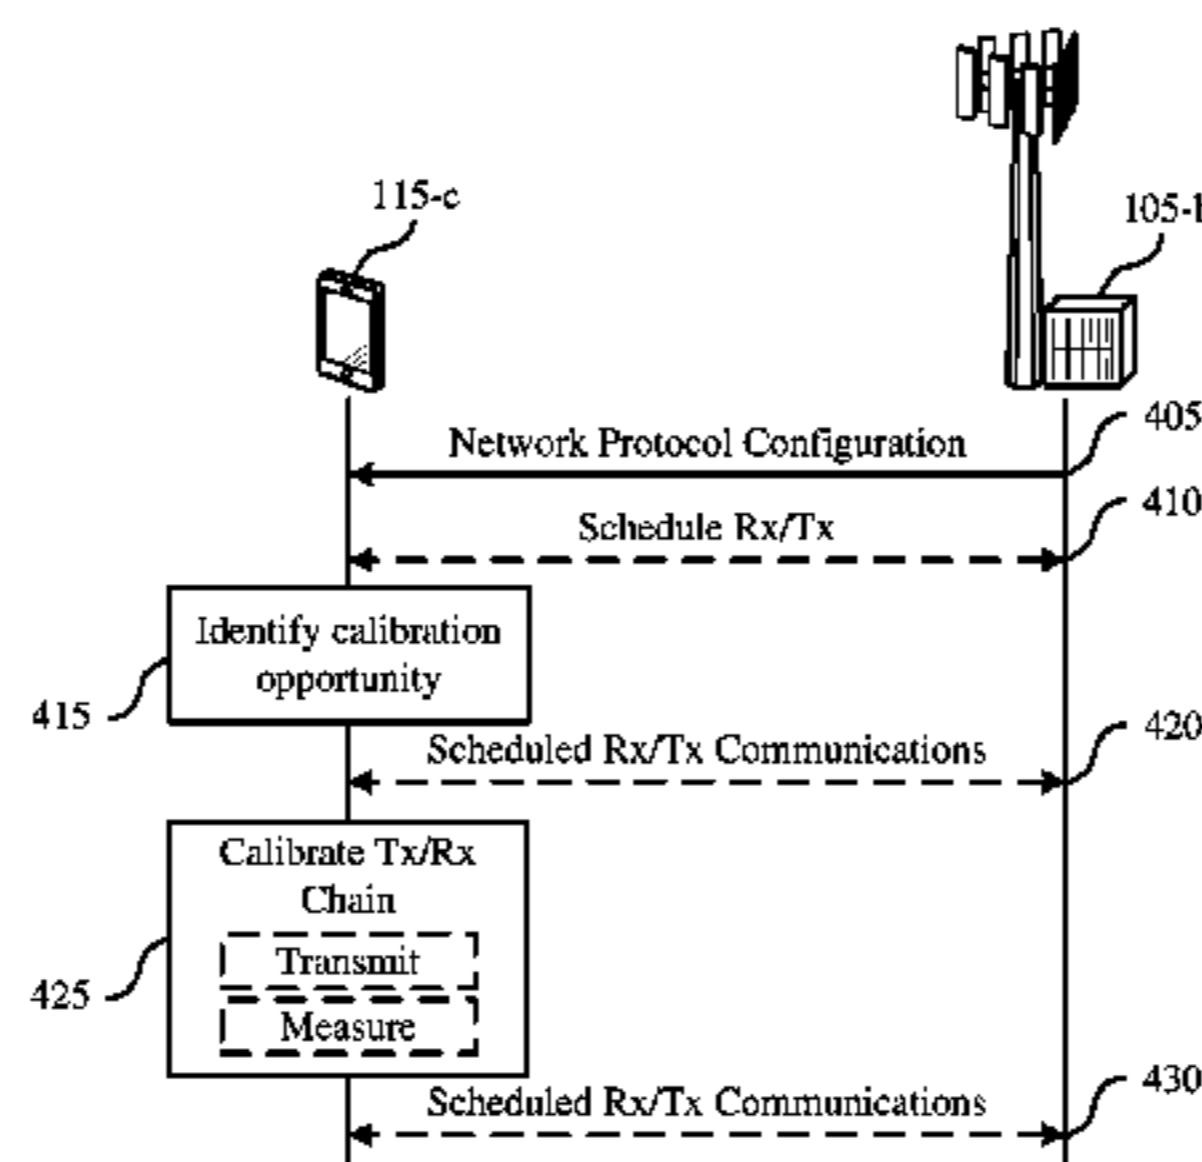 115-c
105-b
Network Protocol Configuration
405
Schedule Rx/Tx
410
Identify calibration
opportunity
415
Scheduled Rx/Tx Communications
420
Calibrate Tx/Rx
Chain
Transmit
Measure
425
Scheduled Rx/Tx Communications
430